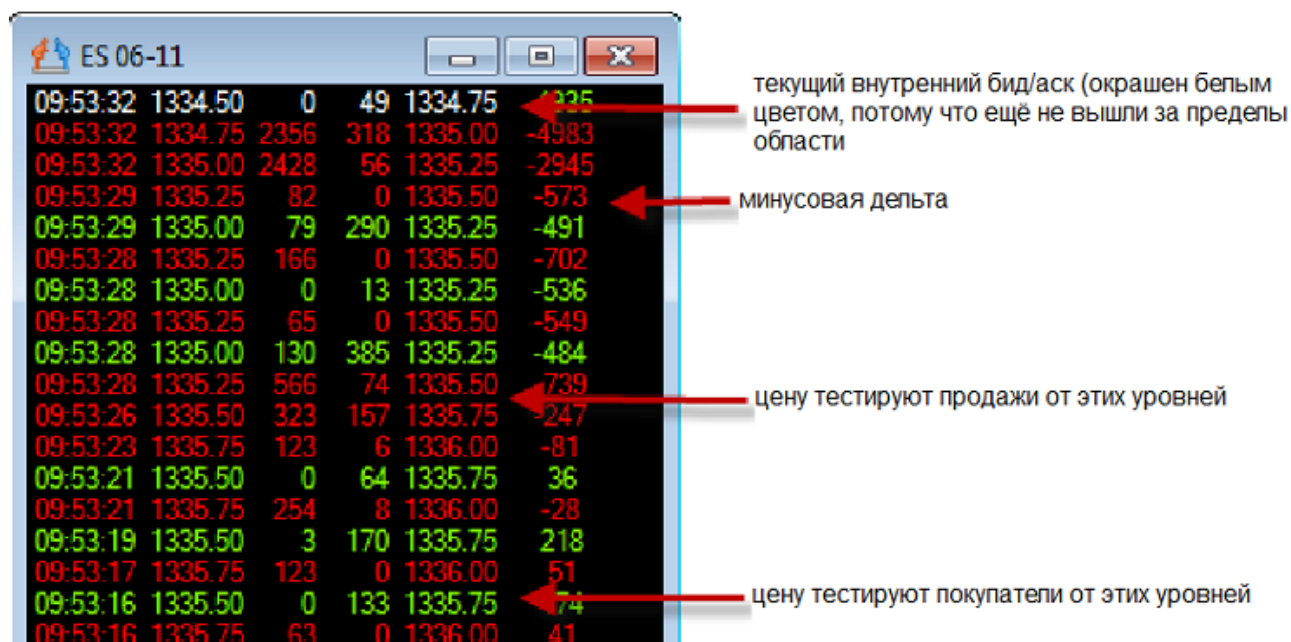 ES 06-11
09:53:32 1334.50 0 49 1334.75 -4935
09:53:32 1334.75 2356 318 1335.00 -4983
09:53:32 1335.00 2428 56 1335.25 -2945
09:53:29 1335.25 82 0 1335.50 -573
09:53:29 1335.00 79 290 1335.25 -491
09:53:28 1335.25 166 0 1335.50 -702
09:53:28 1335.00 0 13 1335.25 -536
09:53:28 1335.25 65 0 1335.50 -549
09:53:28 1335.00 130 385 1335.25 -484
09:53:28 1335.25 566 74 1335.50 -739
09:53:26 1335.50 323 157 1335.75 -247
09:53:23 1335.75 123 6 1336.00 -81
09:53:21 1335.50 0 64 1335.75 36
09:53:21 1335.75 254 8 1336.00 -28
09:53:19 1335.50 3 170 1335.75 218
09:53:17 1335.75 123 0 1336.00 51
09:53:16 1335.50 0 133 1335.75 174
09:53:16 1335.75 63 0 1336.00 41
текущий внутренний бид/аск (окрашен белым
цветом, потому что ещё не вышли за пределы
области
минусовая дельта
цену тестируют продажи от этих уровней
цену тестируют покупатели от этих уровней